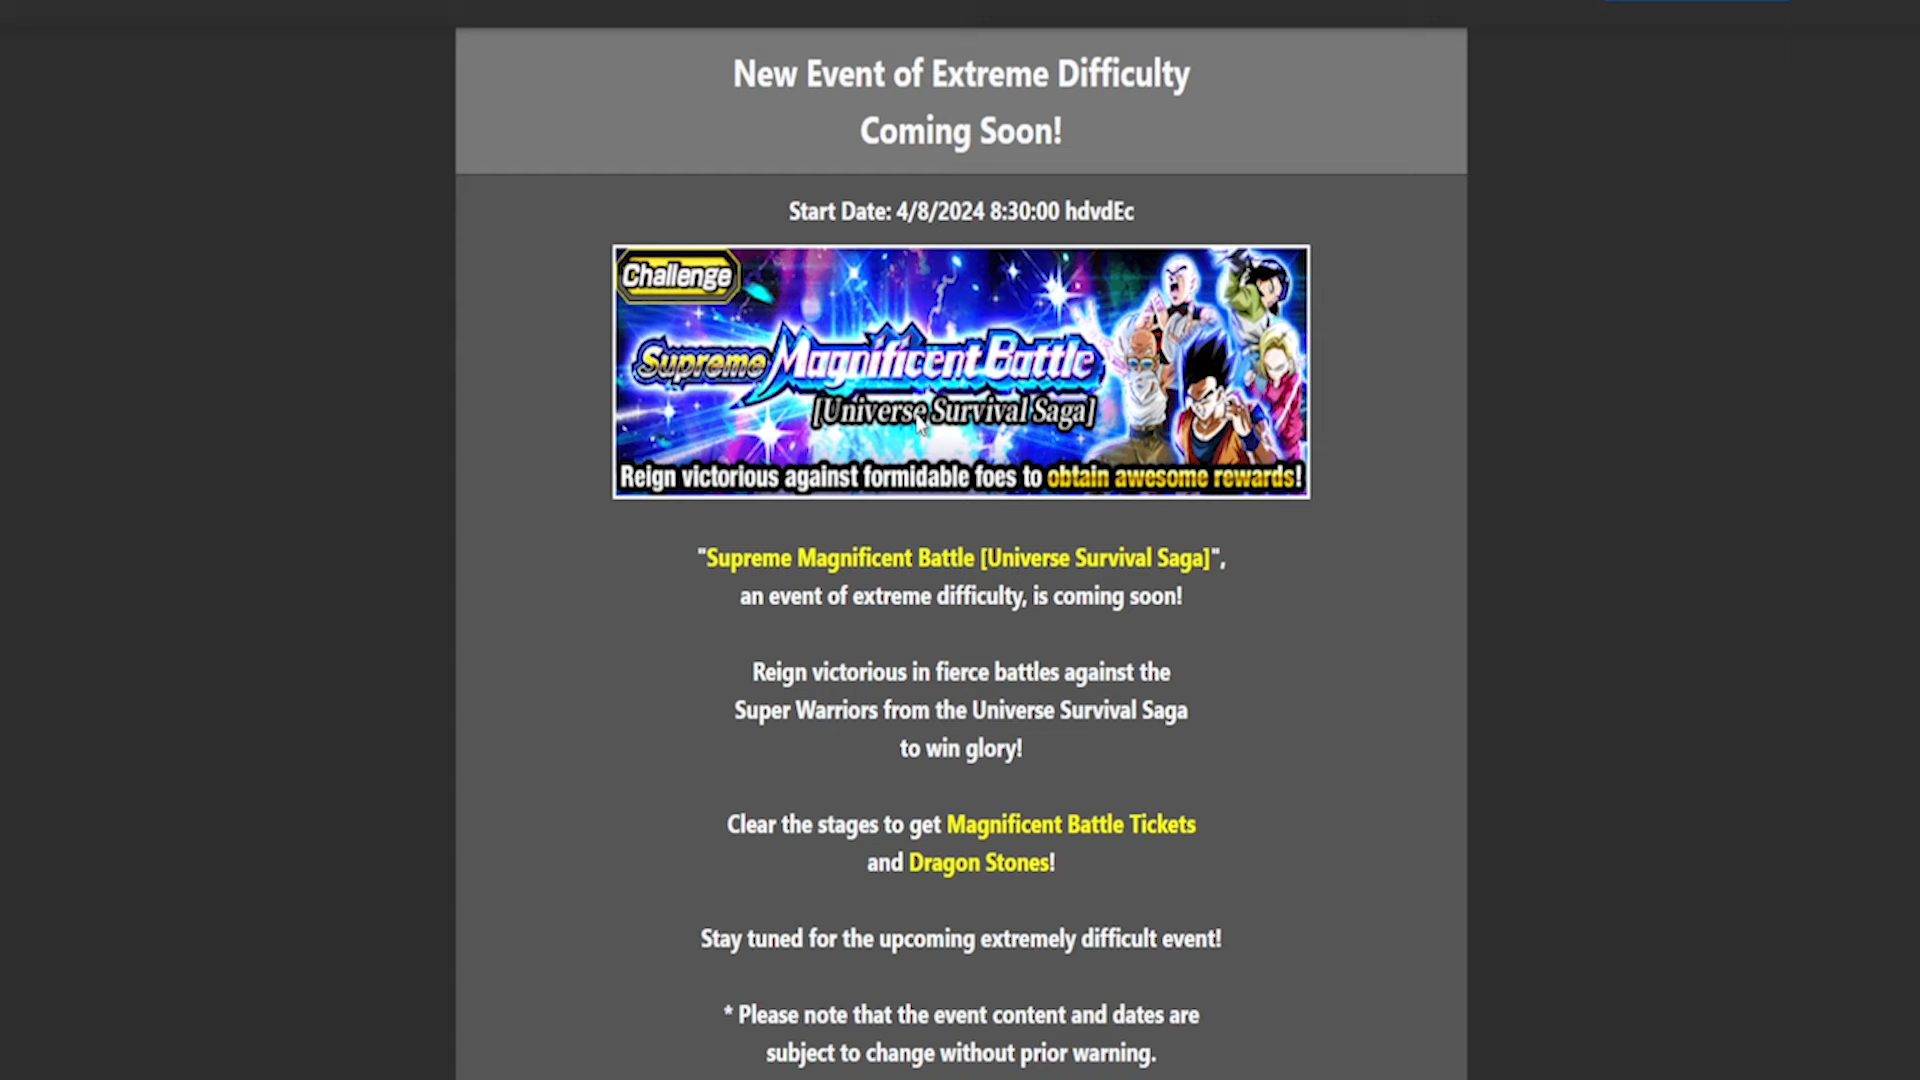 New Event of Extreme Difficulty
Coming Soon!
Start Date: 4/8/2024 8:30:00 hdvdEc
Challenge
Supreme Magnificent Battle
[Universe Survival Saga]
Reign victorious against formidable foes to obtain awesome rewards!
"Supreme Magnificent Battle [Universe Survival Saga]",
an event of extreme difficulty, is coming soon!
Reign victorious in fierce battles against the
Super Warriors from the Universe Survival Saga
to win glory!
Clear the stages to get Magnificent Battle Tickets
and Dragon Stones!
Stay tuned for the upcoming extremely difficult event!
* Please note that the event content and dates are
subject to change without prior warning.